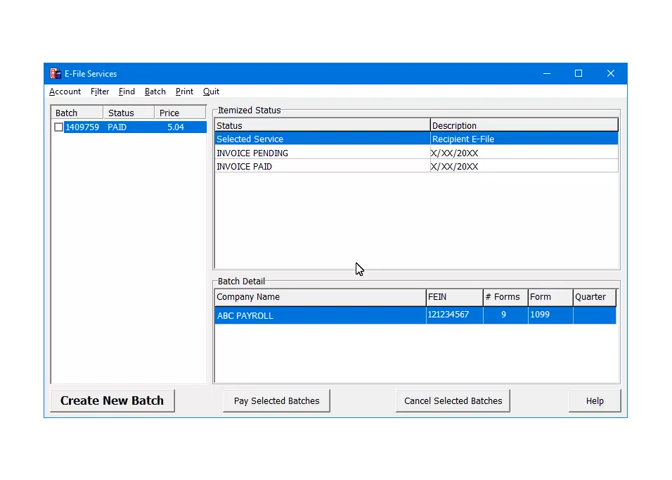 E-File Services
Account Filter Find Batch Print Quit
Batch Status Price
1409759 PAID 5.04
Itemized Status
Status Description
Selected Service Recipient E-File
INVOICE PENDING X/XX/20XX
INVOICE PAID X/XX/20XX
Batch Detail
Company Name FEIN # Forms Form Quarter
ABC PAYROLL 121234567 9 1099
Create New Batch Pay Selected Batches Cancel Selected Batches Help